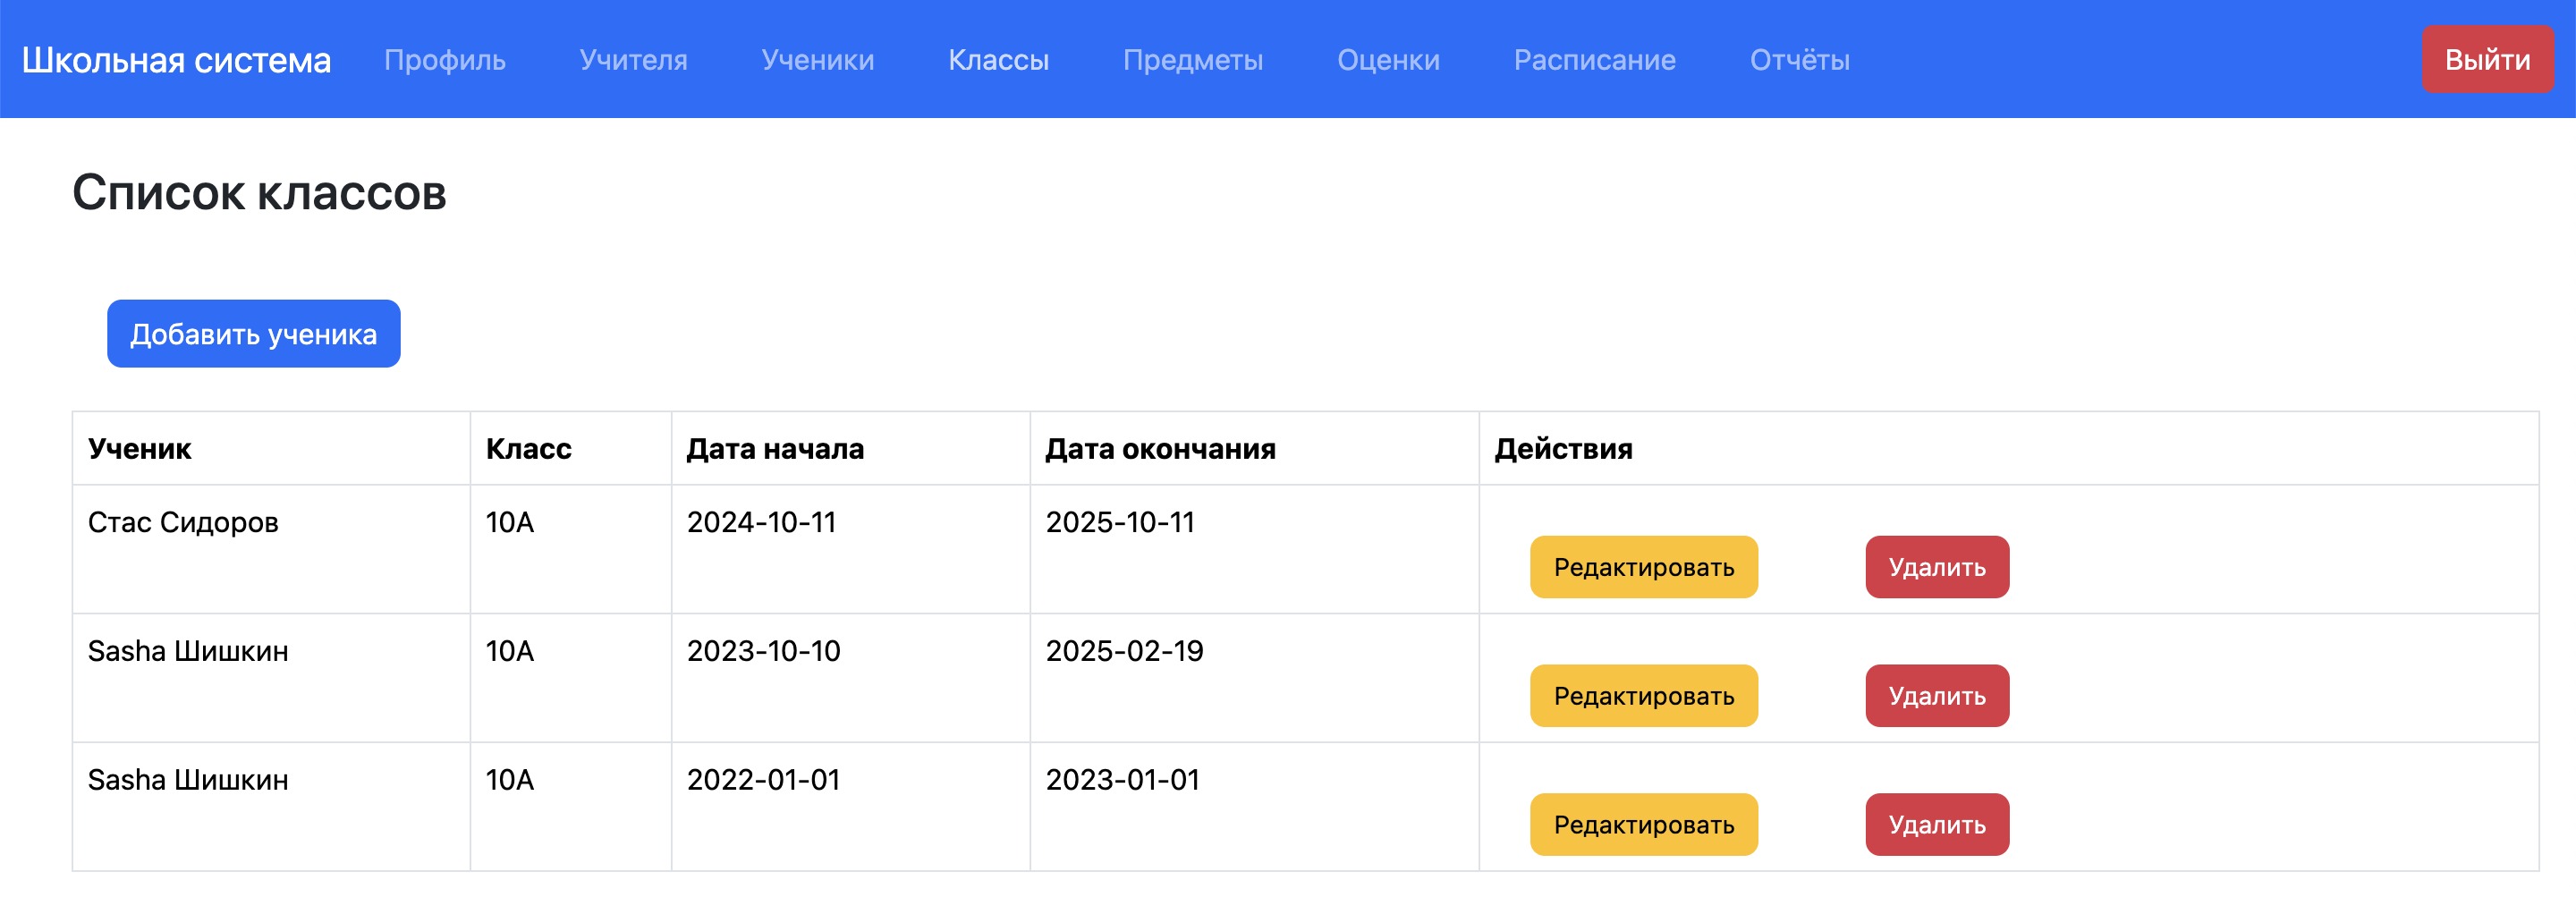 Школьная система Профиль Учителя Ученики Классы Предметы Оценки Расписание Отчёты Выйти
Список классов
Добавить ученика
Ученик Класс Дата начала Дата окончания Действия
Стас Сидоров 10А 2024-10-11 2025-10-11 Редактировать Удалить
Sasha Шишкин 10А 2023-10-10 2025-02-19 Редактировать Удалить
Sasha Шишкин 10А 2022-01-01 2023-01-01 Редактировать Удалить